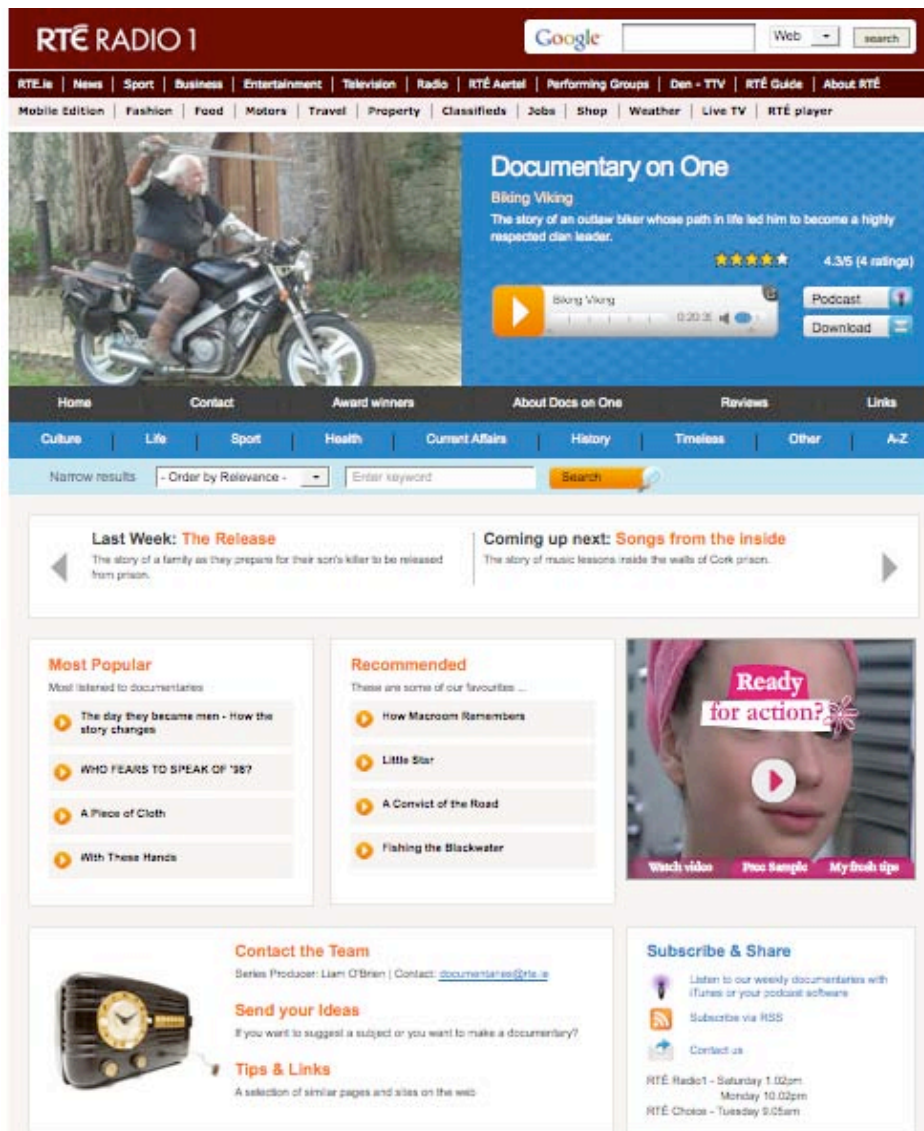 RTÉ RADIO 1
Google
Web
search
RTE.ie | News | Sport | Business | Entertainment | Television | Radio | RTÉ Aertel | Performing Groups | Den - TTV | RTÉ Guide | About RTÉ
Mobile Edition | Fashion | Food | Motors | Travel | Property | Classifieds | Jobs | Shop | Weather | Live TV | RTÉ player
Documentary on One
Biking Viking
The story of an outlaw biker whose path in life led him to become a highly
respected clan leader.
4.3/5 (4 ratings)
Biking Viking
0:20:35
Podcast
Download
Home Contact Award winners About Docs on One Reviews Links
Culture | Life | Sport | Health | Current Affairs | History | Timeless | Other | A-Z
Narrow results - Order by Relevance - Enter keyword Search
Last Week: The Release
The story of a family as they prepare for their son's killer to be released
from prison.
Coming up next: Songs from the inside
The story of music lessons inside the walls of Cork prison.
Most Popular
Most listened to documentaries
The day they became men - How the
story changes
WHO FEARS TO SPEAK OF '98?
A Piece of Cloth
With These Hands
Recommended
These are some of our favourites ...
How Macroom Remembers
Little Star
A Convict of the Road
Fishing the Blackwater
Ready
for action?
Watch video Free Sample My fresh tips
Contact the Team
Series Producer: Liam O'Brien | Contact: documentaries@rte.ie
Send your Ideas
If you want to suggest a subject or you want to make a documentary?
Tips & Links
A selection of similar pages and sites on the web
Subscribe & Share
Listen to our weekly documentaries with
iTunes or your podcast software
Subscribe via RSS
Contact us
RTÉ Radio1 - Saturday 1.02pm
Monday 10.02pm
RTÉ Choice - Tuesday 9.05am